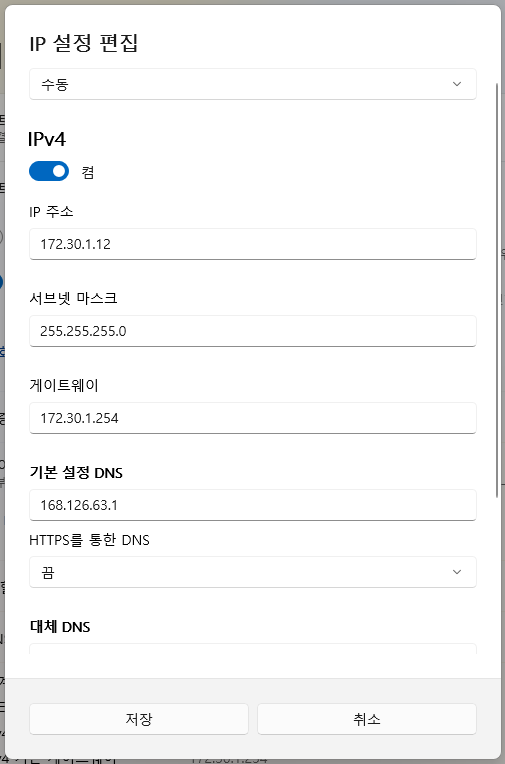 IP 설정 편집
수동
IPv4
켬
IP 주소
172.30.1.12
서브넷 마스크
255.255.255.0
게이트웨이
172.30.1.254
기본 설정 DNS
168.126.63.1
HTTPS를 통한 DNS
끔
대체 DNS
저장
취소